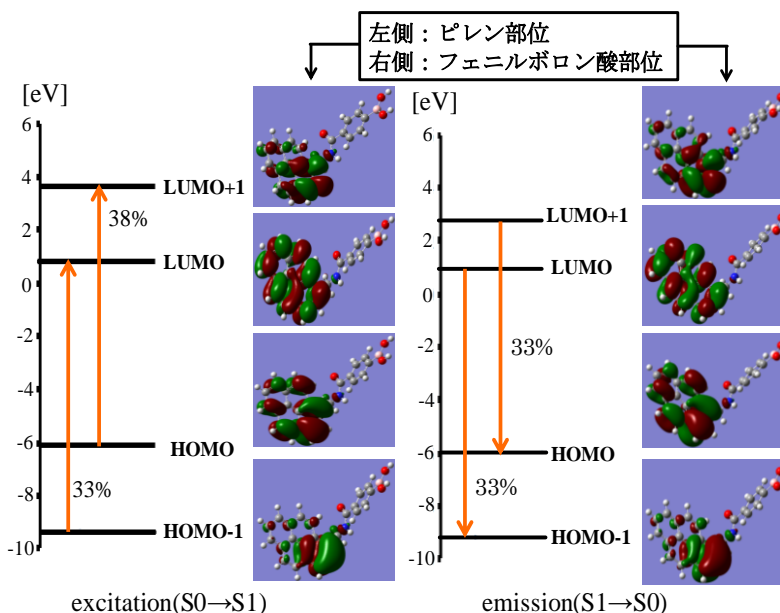 左側：ピレン部位
右側：フェニルボロン酸部位
[eV]
6
4
2
0
-2
-4
-6
-8
-10
LUMO+1
38%
LUMO
HOMO
33%
HOMO-1
excitation(S0→S1)
[eV]
6
4
2
0
-2
-4
-6
-8
-10
LUMO+1
LUMO
33%
HOMO
33%
HOMO-1
emission(S1→S0)